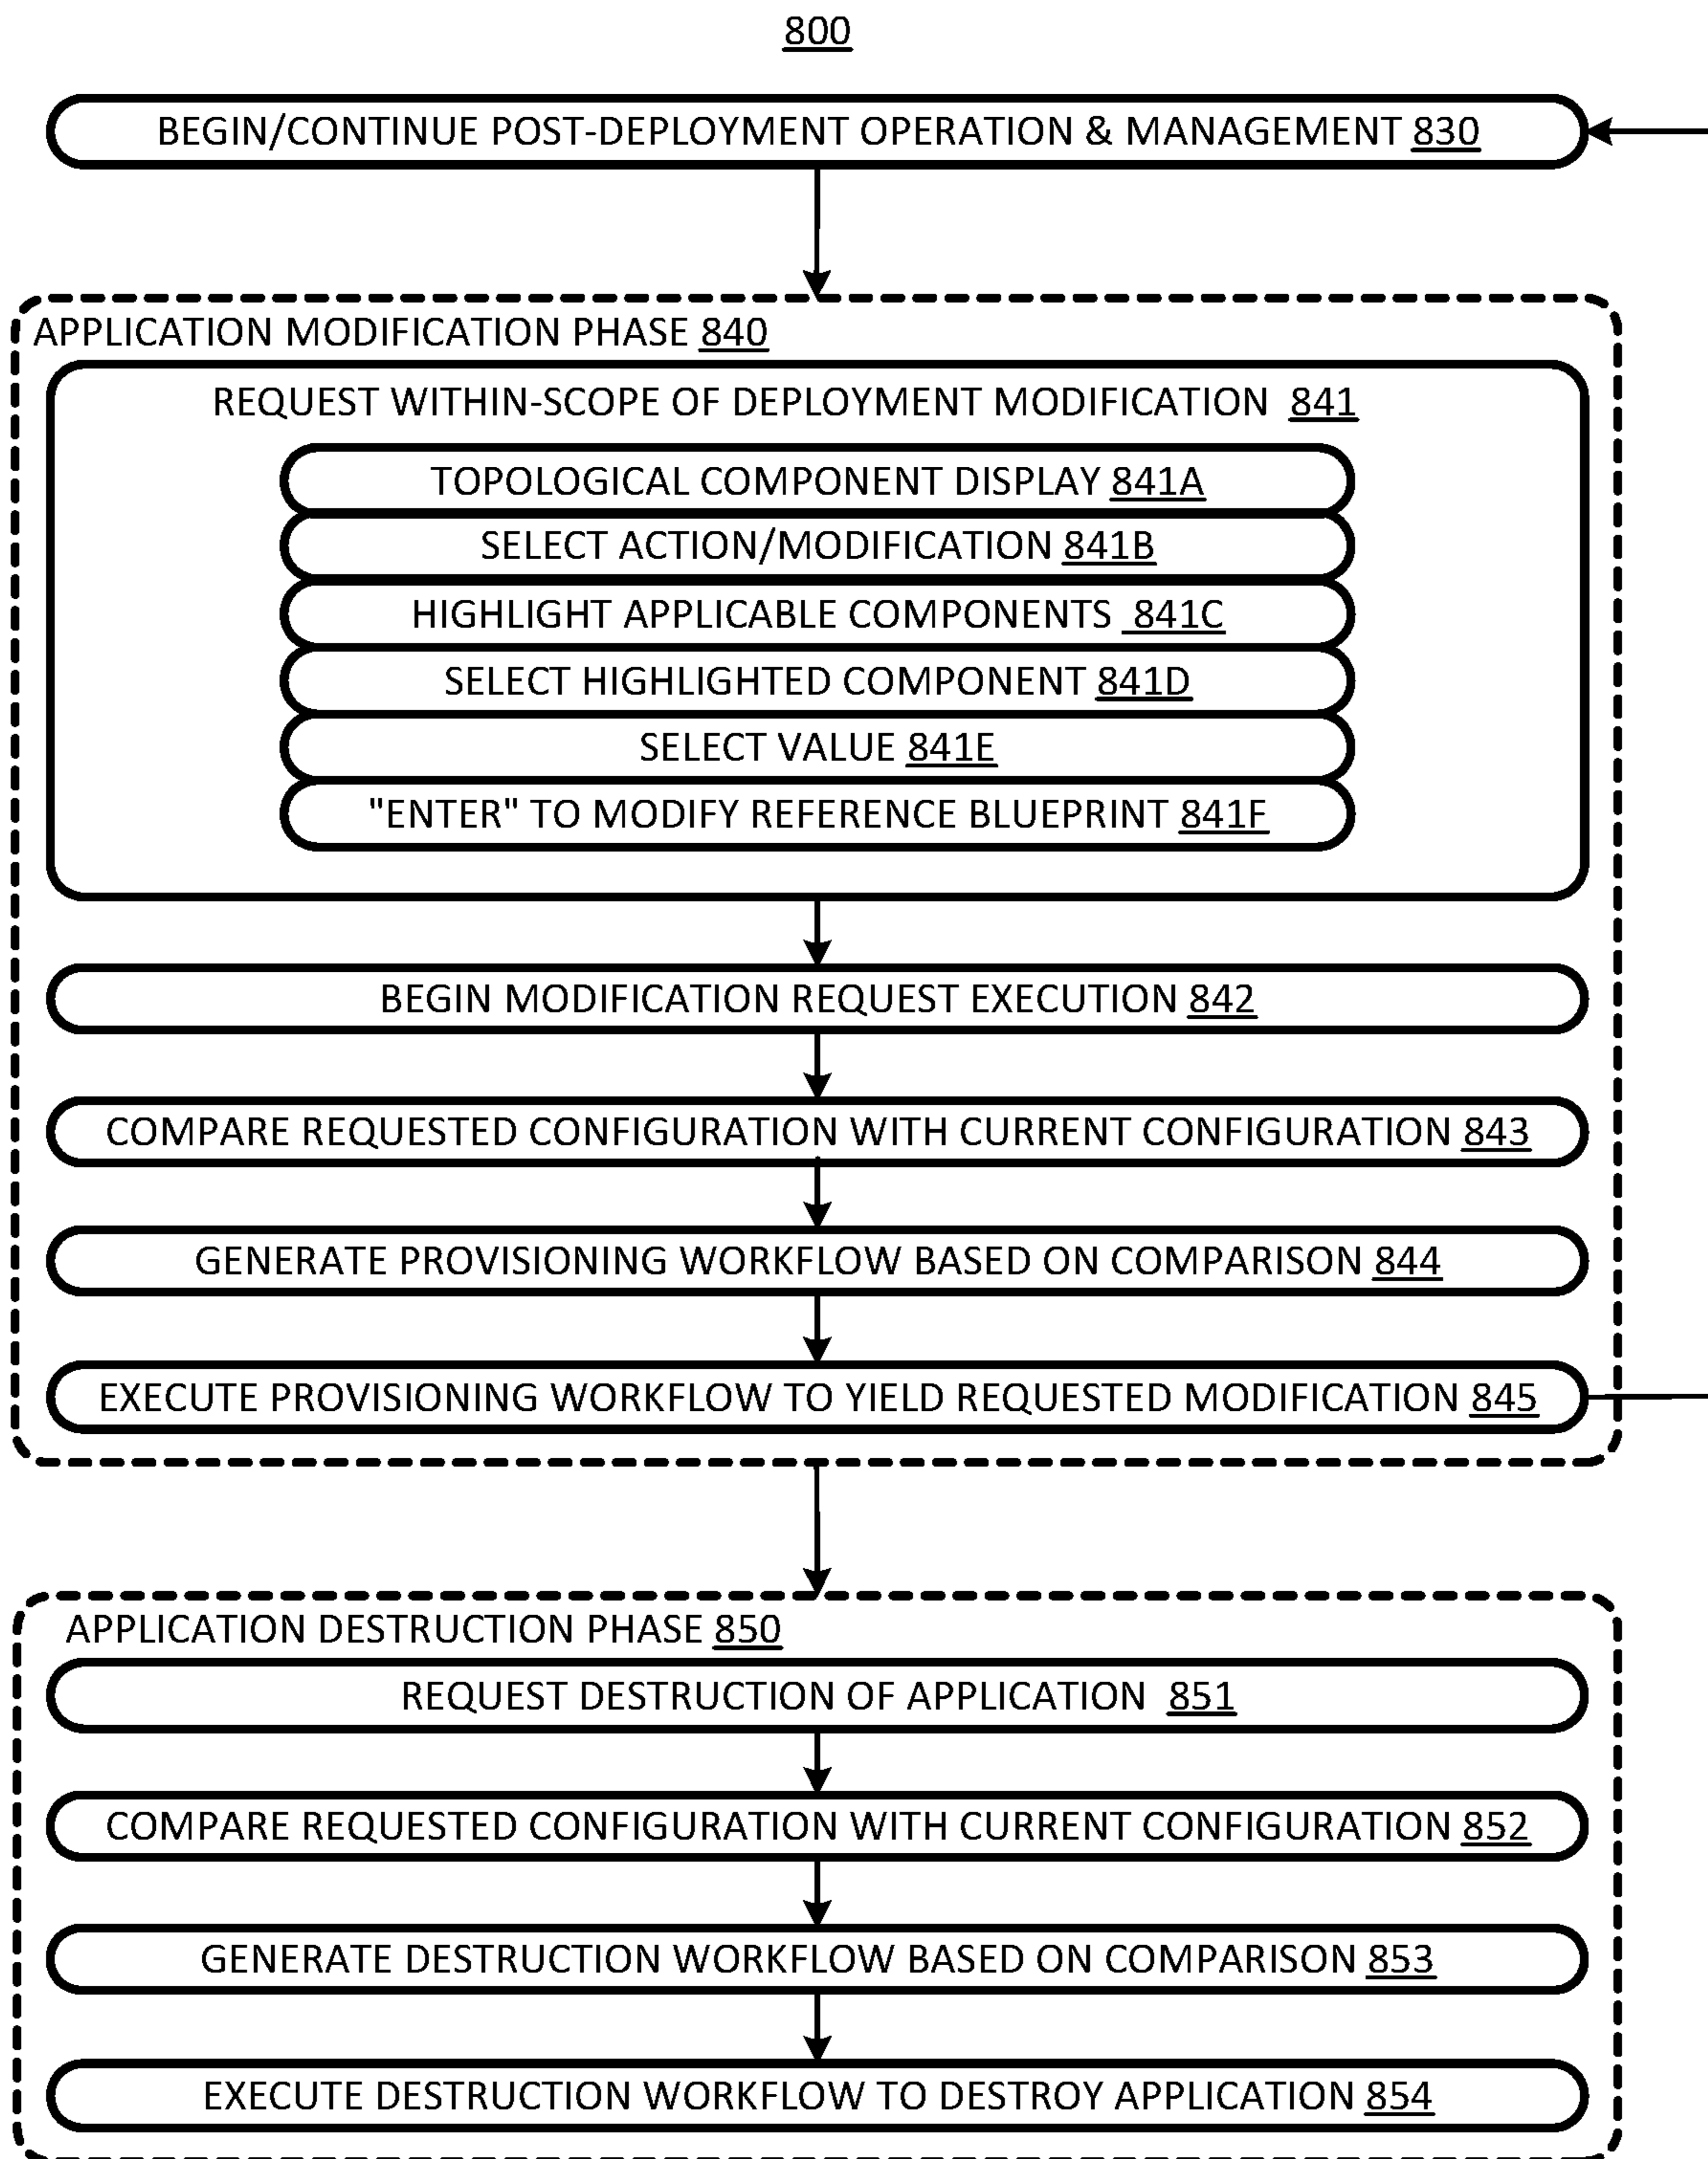 800
BEGIN/CONTINUE POST-DEPLOYMENT OPERATION & MANAGEMENT 830
APPLICATION MODIFICATION PHASE 840
REQUEST WITHIN-SCOPE OF DEPLOYMENT MODIFICATION 841
TOPOLOGICAL COMPONENT DISPLAY 841A
SELECT ACTION/MODIFICATION 841B
HIGHLIGHT APPLICABLE COMPONENTS 841C
SELECT HIGHLIGHTED COMPONENT 841D
SELECT VALUE 841E
"ENTER" TO MODIFY REFERENCE BLUEPRINT 841F
BEGIN MODIFICATION REQUEST EXECUTION 842
COMPARE REQUESTED CONFIGURATION WITH CURRENT CONFIGURATION 843
GENERATE PROVISIONING WORKFLOW BASED ON COMPARISON 844
EXECUTE PROVISIONING WORKFLOW TO YIELD REQUESTED MODIFICATION 845
APPLICATION DESTRUCTION PHASE 850
REQUEST DESTRUCTION OF APPLICATION 851
COMPARE REQUESTED CONFIGURATION WITH CURRENT CONFIGURATION 852
GENERATE DESTRUCTION WORKFLOW BASED ON COMPARISON 853
EXECUTE DESTRUCTION WORKFLOW TO DESTROY APPLICATION 854